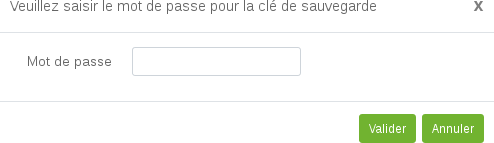 Veuillez saisir le mot de passe pour la clé de sauvegarde X
Mot de passe
Valider Annuler